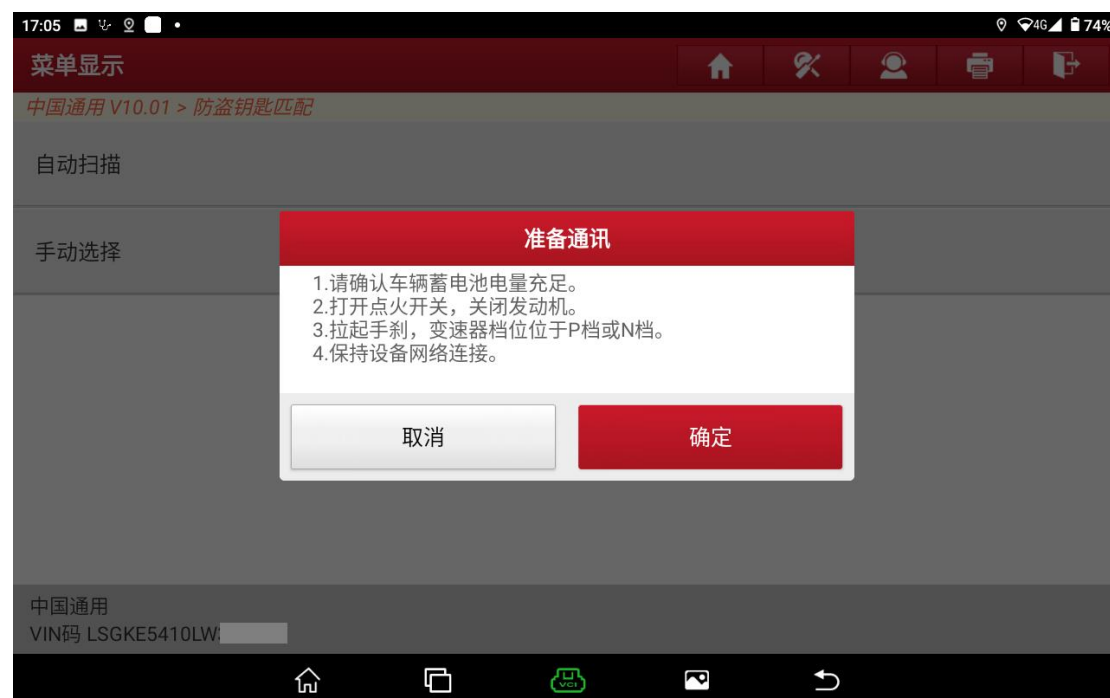 17:05
4G 74%
菜单显示
中国通用 V10.01 > 防盗钥匙匹配
自动扫描
手动选择
准备通讯
1.请确认车辆蓄电池电量充足。
2.打开点火开关，关闭发动机。
3.拉起手刹，变速器档位位于P档或N档。
4.保持设备网络连接。
取消
确定
中国通用
VIN码 LSGKE5410LW
VCI